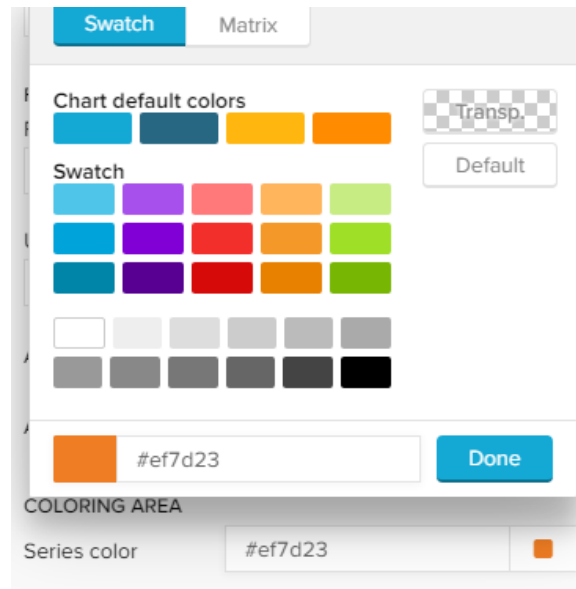 Swatch
Matrix
Chart default colors
Transp.
Default
Swatch
#ef7d23
Done
COLORING AREA
Series color
#ef7d23